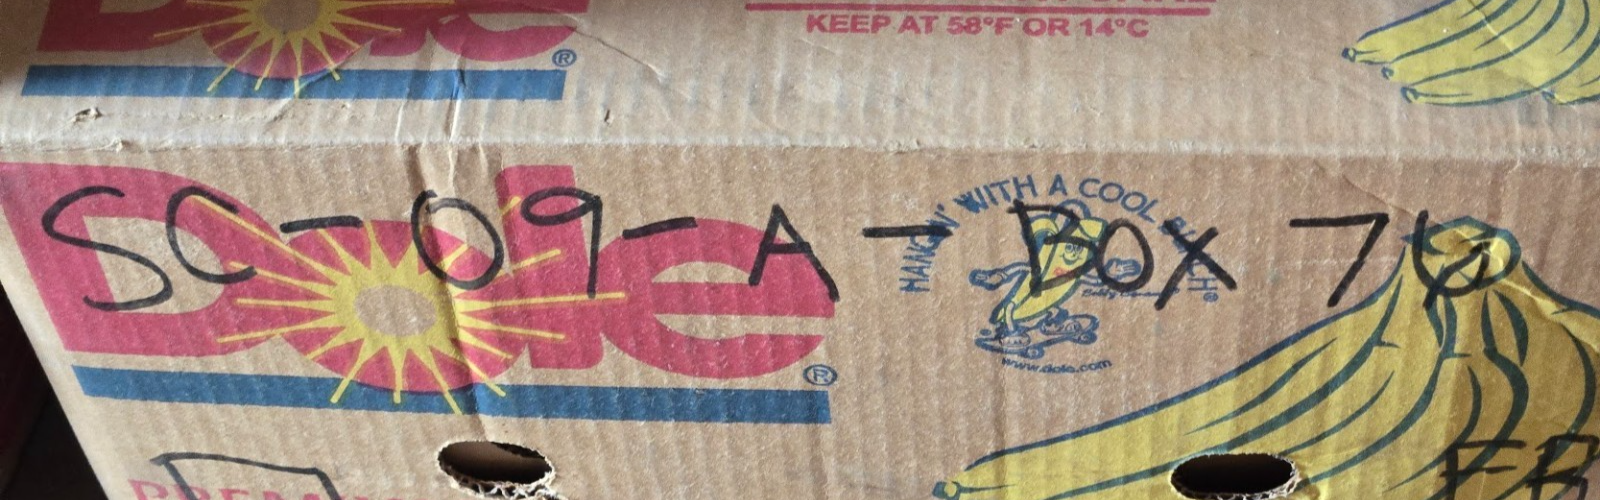 Dole®
KEEP AT 58°F OR 14°C
Dole®
SC-09-A-BOX 76
HANGIN' WITH A COOL BUNCH®
www.dole.com